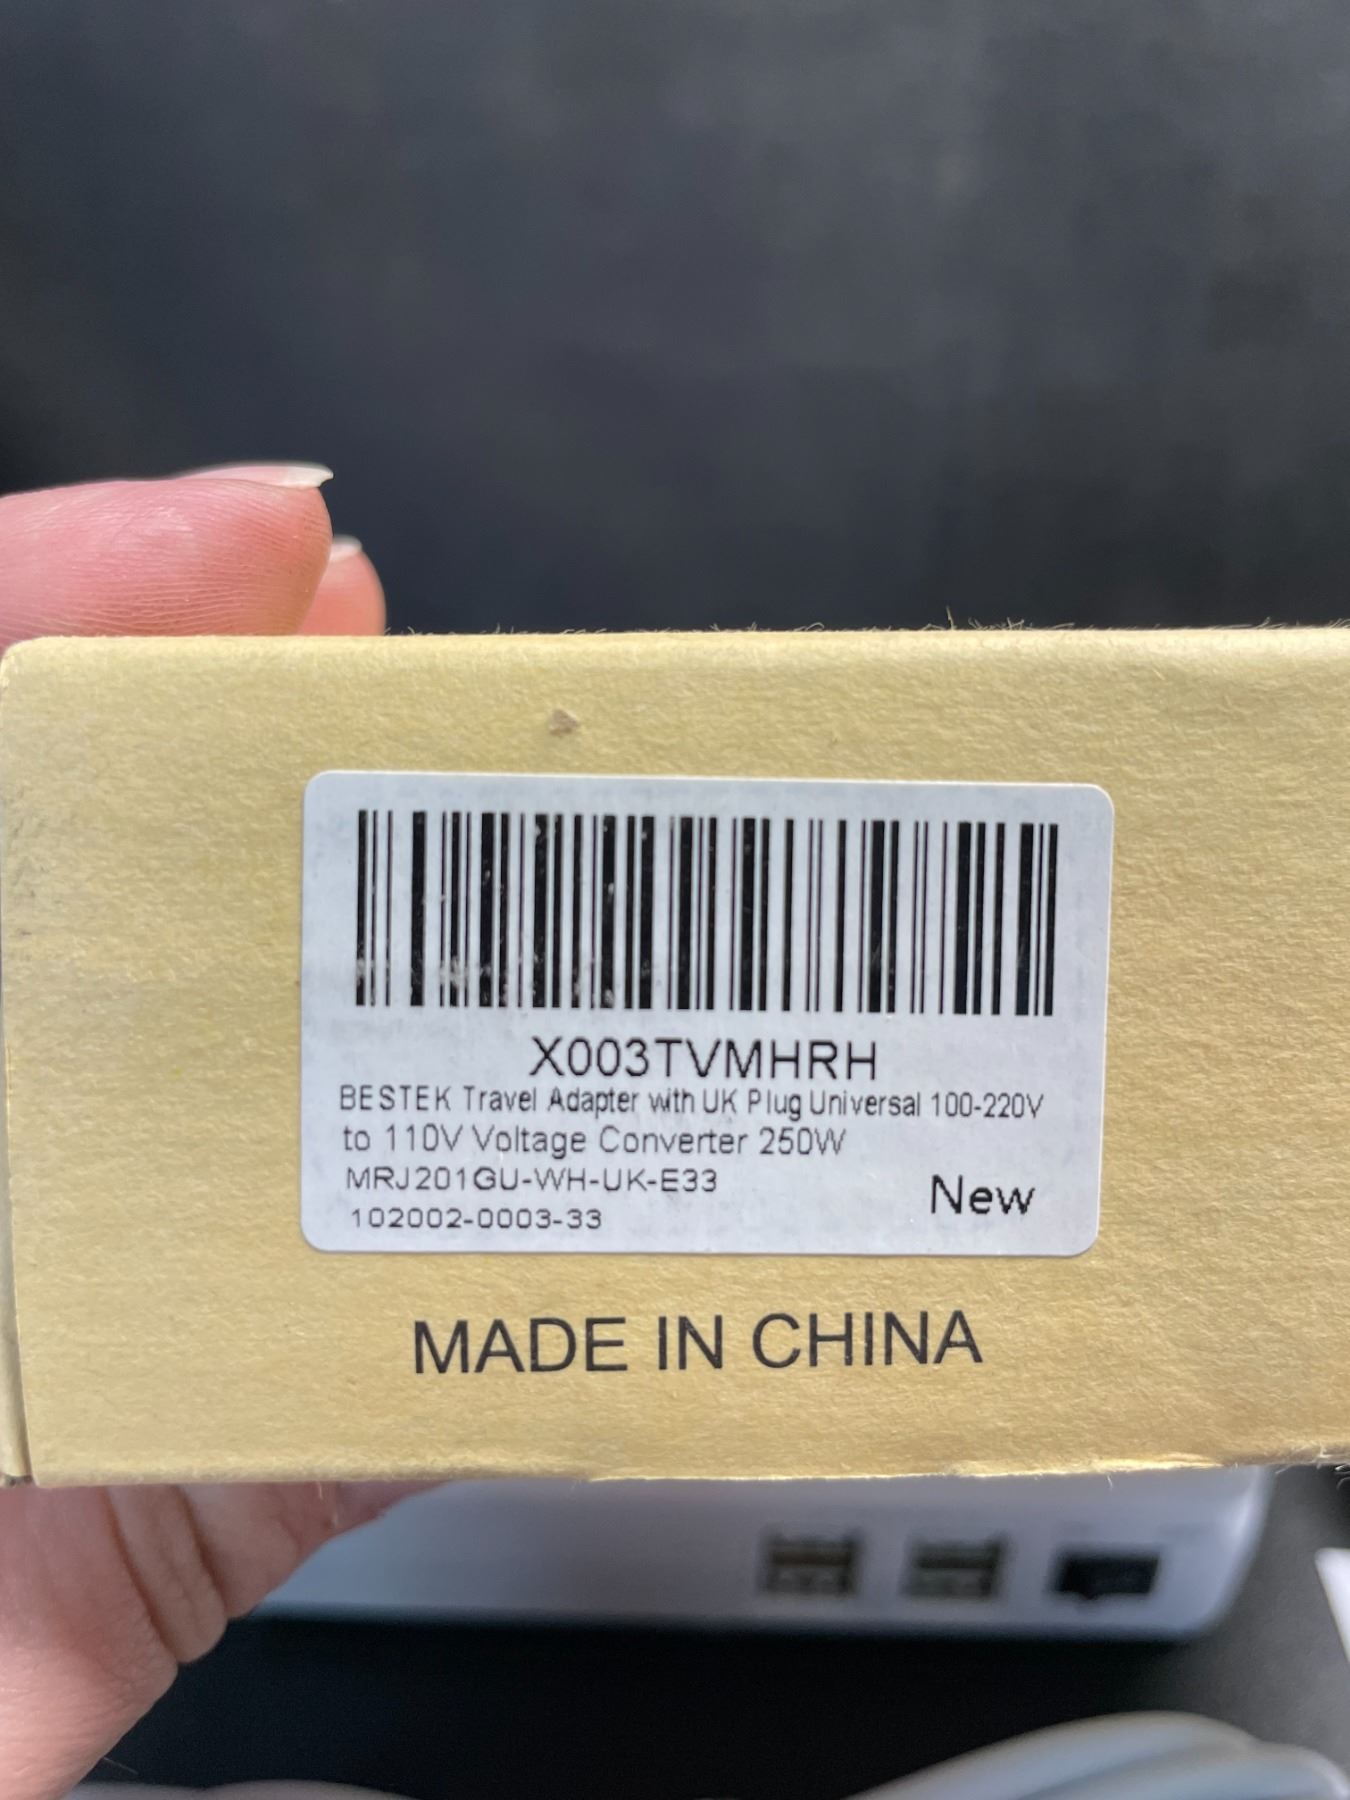 X003TVMHRH
BESTEK Travel Adapter with UK Plug Universal 100-220V
to 110V Voltage Converter 250W
MRJ201GU-WH-UK-E33
New
102002-0003-33
MADE IN CHINA